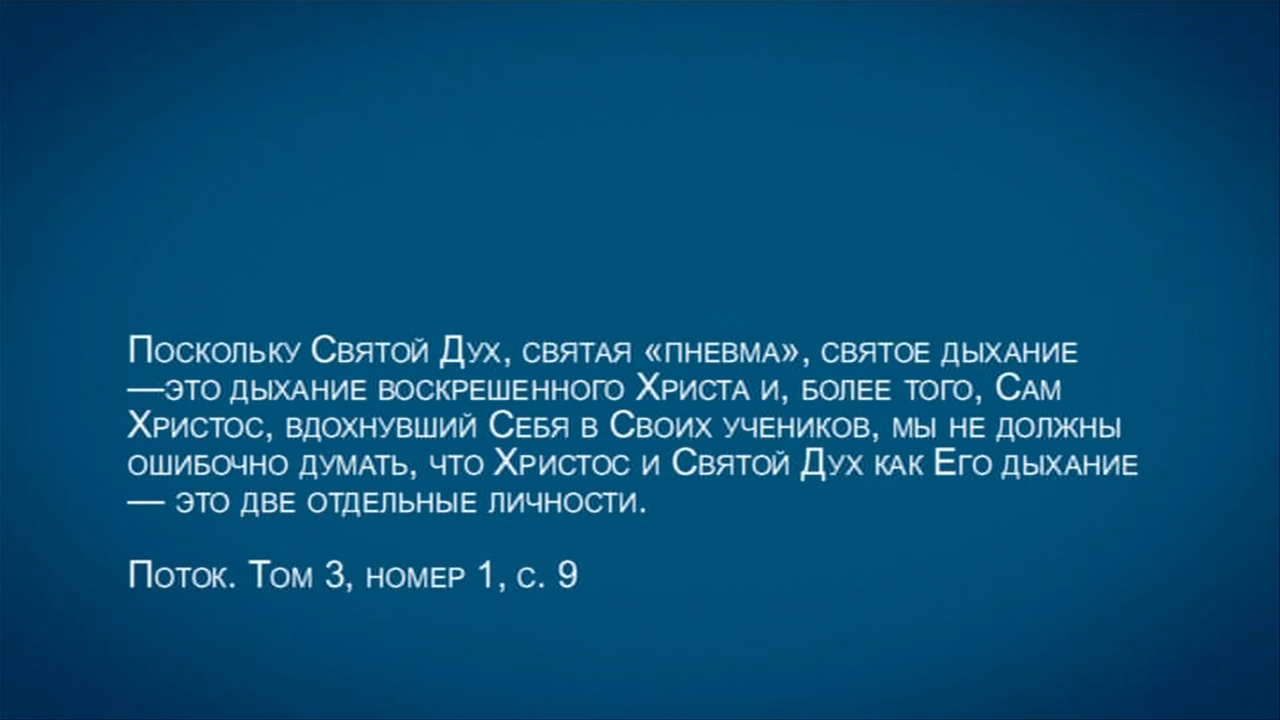 Поскольку Святой Дух, святая «пневма», святое дыхание
—это дыхание воскрешенного Христа и, более того, Сам
Христос, вдохнувший Себя в Своих учеников, мы не должны
ошибочно думать, что Христос и Святой Дух как Его дыхание
— это две отдельные личности.
Поток. Том 3, номер 1, с. 9